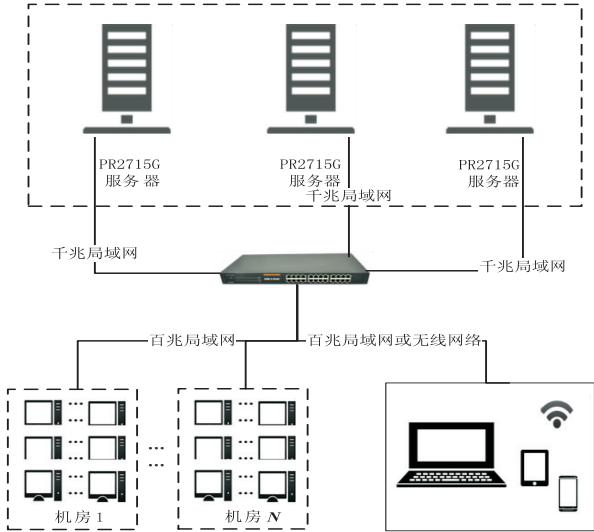 PR2715G
服务器
PR2715G
服务器
PR2715G
服务器
千兆局域网
千兆局域网
千兆局域网
百兆局域网
百兆局域网或无线网络
...
机房1
机房N